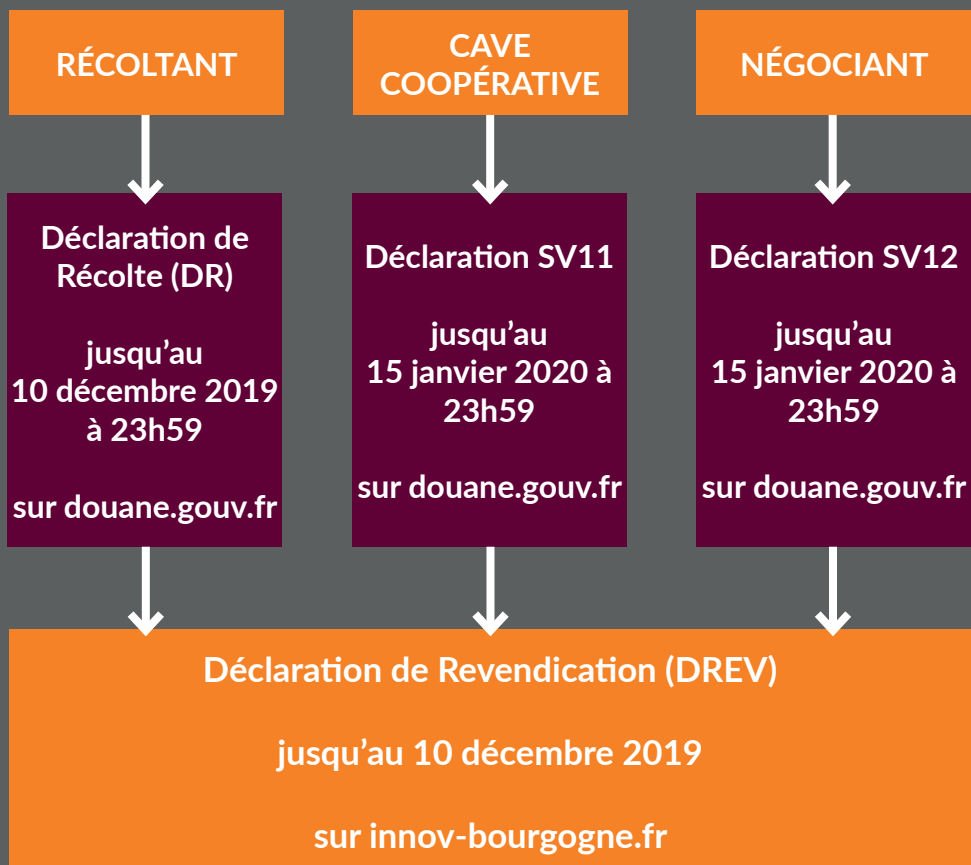 RÉCOLTANT
CAVE
COOPÉRATIVE
NÉGOCIANT
Déclaration de
Récolte (DR)
jusqu’au
10 décembre 2019
à 23h59
sur douane.gouv.fr
Déclaration SV11
jusqu’au
15 janvier 2020 à
23h59
sur douane.gouv.fr
Déclaration SV12
jusqu’au
15 janvier 2020 à
23h59
sur douane.gouv.fr
Déclaration de Revendication (DREV)
jusqu’au 10 décembre 2019
sur innov-bourgogne.fr